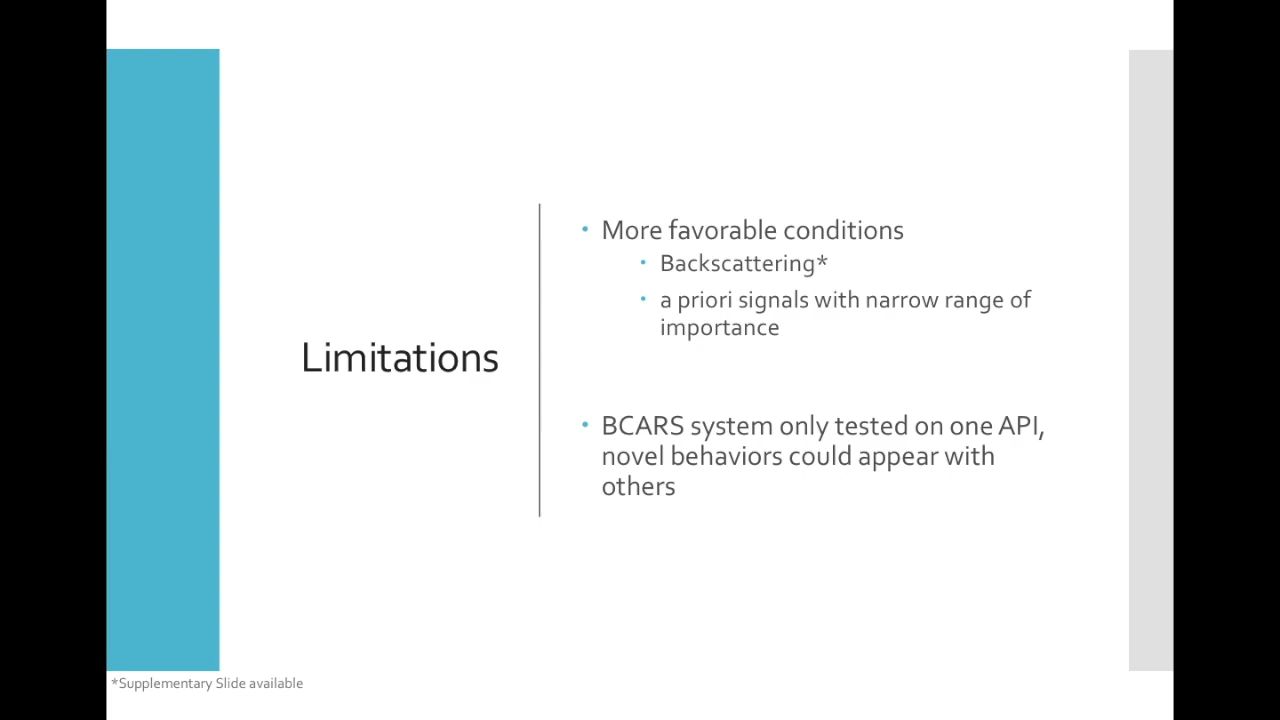 Limitations
• More favorable conditions
• Backscattering*
• a priori signals with narrow range of
importance
• BCARS system only tested on one API,
novel behaviors could appear with
others
*Supplementary Slide available